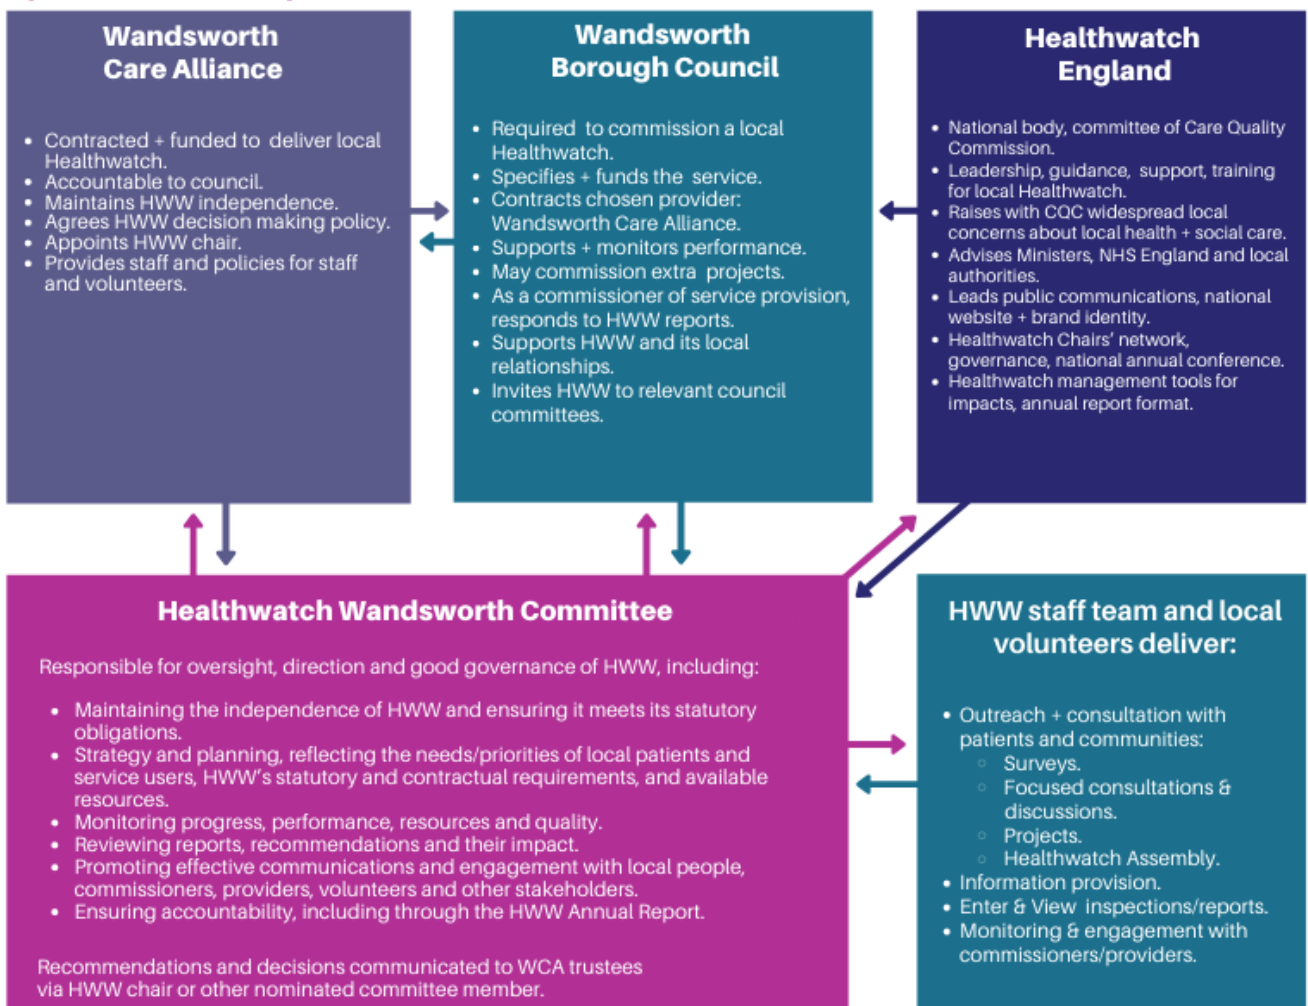 Wandsworth
Care Alliance
• Contracted + funded to deliver local
Healthwatch.
• Accountable to council.
• Maintains HWW independence.
• Agrees HWW decision making policy.
• Appoints HWW chair.
• Provides staff and policies for staff
and volunteers.
Wandsworth
Borough Council
• Required to commission a local
Healthwatch.
• Specifies + funds the service.
• Contracts chosen provider:
Wandsworth Care Alliance.
• Supports + monitors performance.
• May commission extra projects.
• As a commissioner of service provision,
responds to HWW reports.
• Supports HWW and its local
relationships.
• Invites HWW to relevant council
committees.
Healthwatch
England
• National body, committee of Care Quality
Commission.
• Leadership, guidance, support, training
for local Healthwatch.
• Raises with CQC widespread local
concerns about local health + social care.
• Advises Ministers, NHS England and local
authorities.
• Leads public communications, national
website + brand identity.
• Healthwatch Chairs' network,
governance, national annual conference.
• Healthwatch management tools for
impacts, annual report format.
Healthwatch Wandsworth Committee
Responsible for oversight, direction and good governance of HWW, including:
• Maintaining the independence of HWW and ensuring it meets its statutory
obligations.
• Strategy and planning, reflecting the needs/priorities of local patients and
service users, HWW's statutory and contractual requirements, and available
resources.
• Monitoring progress, performance, resources and quality.
• Reviewing reports, recommendations and their impact.
• Promoting effective communications and engagement with local people,
commissioners, providers, volunteers and other stakeholders.
• Ensuring accountability, including through the HWW Annual Report.
Recommendations and decisions communicated to WCA trustees
via HWW chair or other nominated committee member.
HWW staff team and local
volunteers deliver:
• Outreach + consultation with
patients and communities:
◦ Surveys.
◦ Focused consultations &
discussions.
◦ Projects.
◦ Healthwatch Assembly.
• Information provision.
• Enter & View inspections/reports.
• Monitoring & engagement with
commissioners/providers.